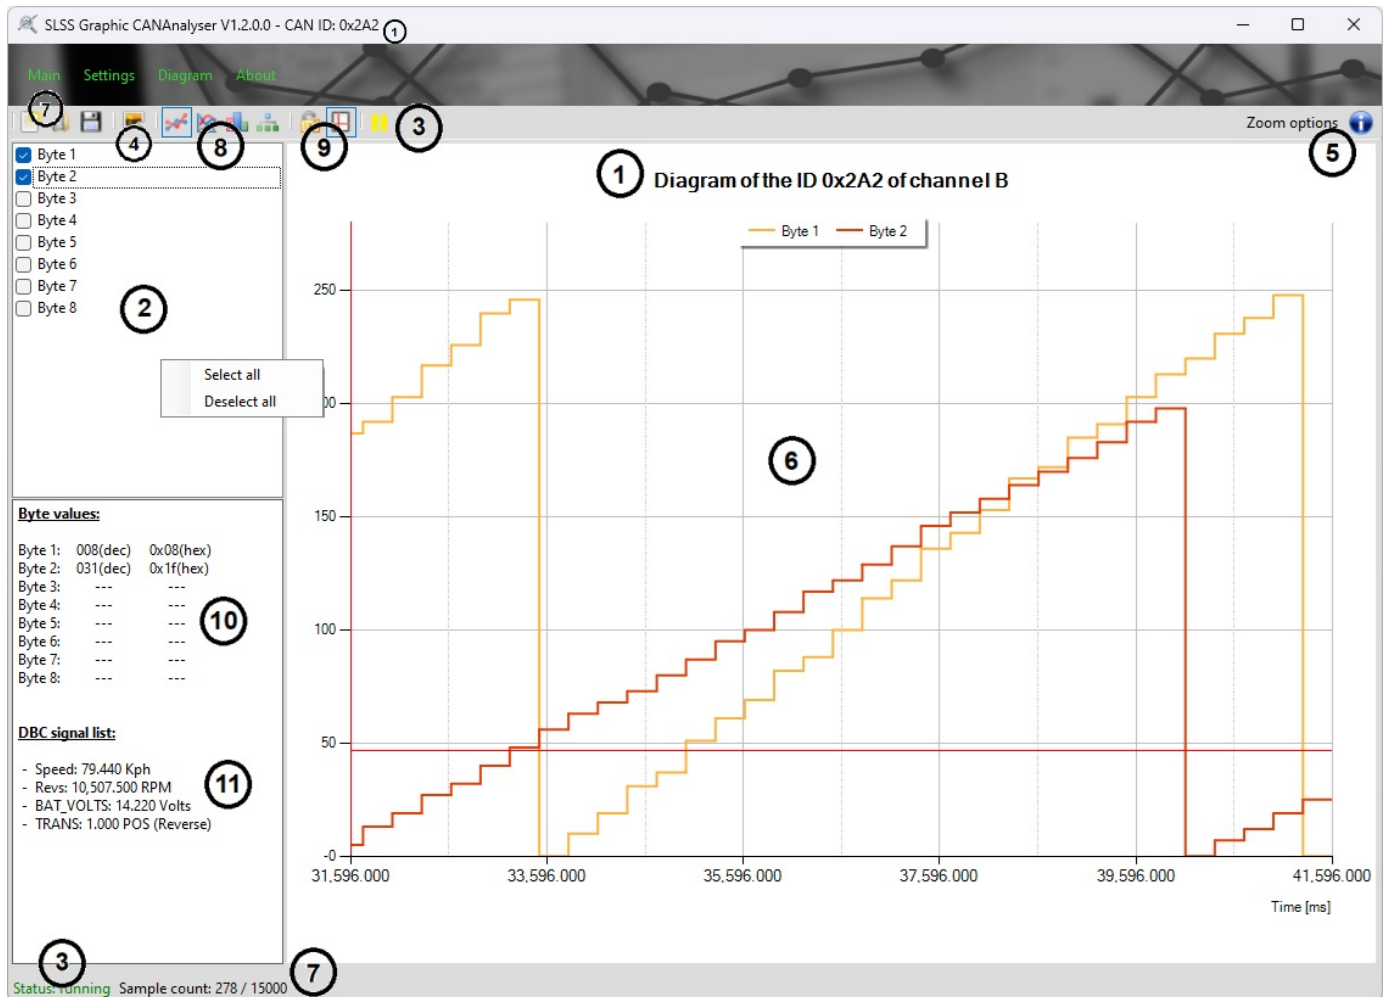 SLSS Graphic CANAnalyser V1.2.0.0 - CAN ID: 0x2A2 1
Main Settings Diagram About
7 4 8 9 3 Zoom options 5
Byte 1
Byte 2
Byte 3
Byte 4
Byte 5
Byte 6
Byte 7
Byte 8
2
Select all
Deselect all
Byte values:
Byte 1: 008(dec) 0x08(hex)
Byte 2: 031(dec) 0x1f(hex)
Byte 3: --- ---
Byte 4: --- ---
Byte 5: --- ---
Byte 6: --- ---
Byte 7: --- ---
Byte 8: --- ---
10
DBC signal list:
- Speed: 79.440 Kph
- Revs: 10,507.500 RPM
- BAT_VOLTS: 14.220 Volts
- TRANS: 1.000 POS (Reverse)
11
1 Diagram of the ID 0x2A2 of channel B
Byte 1 Byte 2
250
00
150
100
50
-0
6
31,596.000 33,596.000 35,596.000 37,596.000 39,596.000 41,596.000
Time [ms]
3 7
Status: running Sample count: 278 / 15000